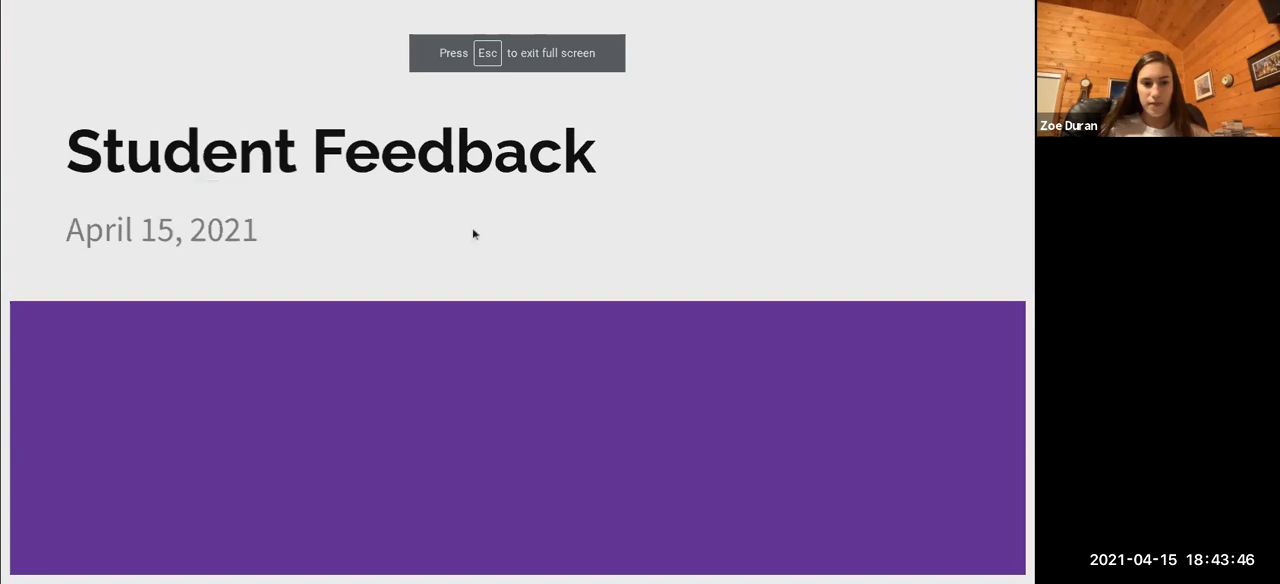 Press Esc to exit full screen
Student Feedback
April 15, 2021
Zoe Duran
2021-04-15 18:43:46